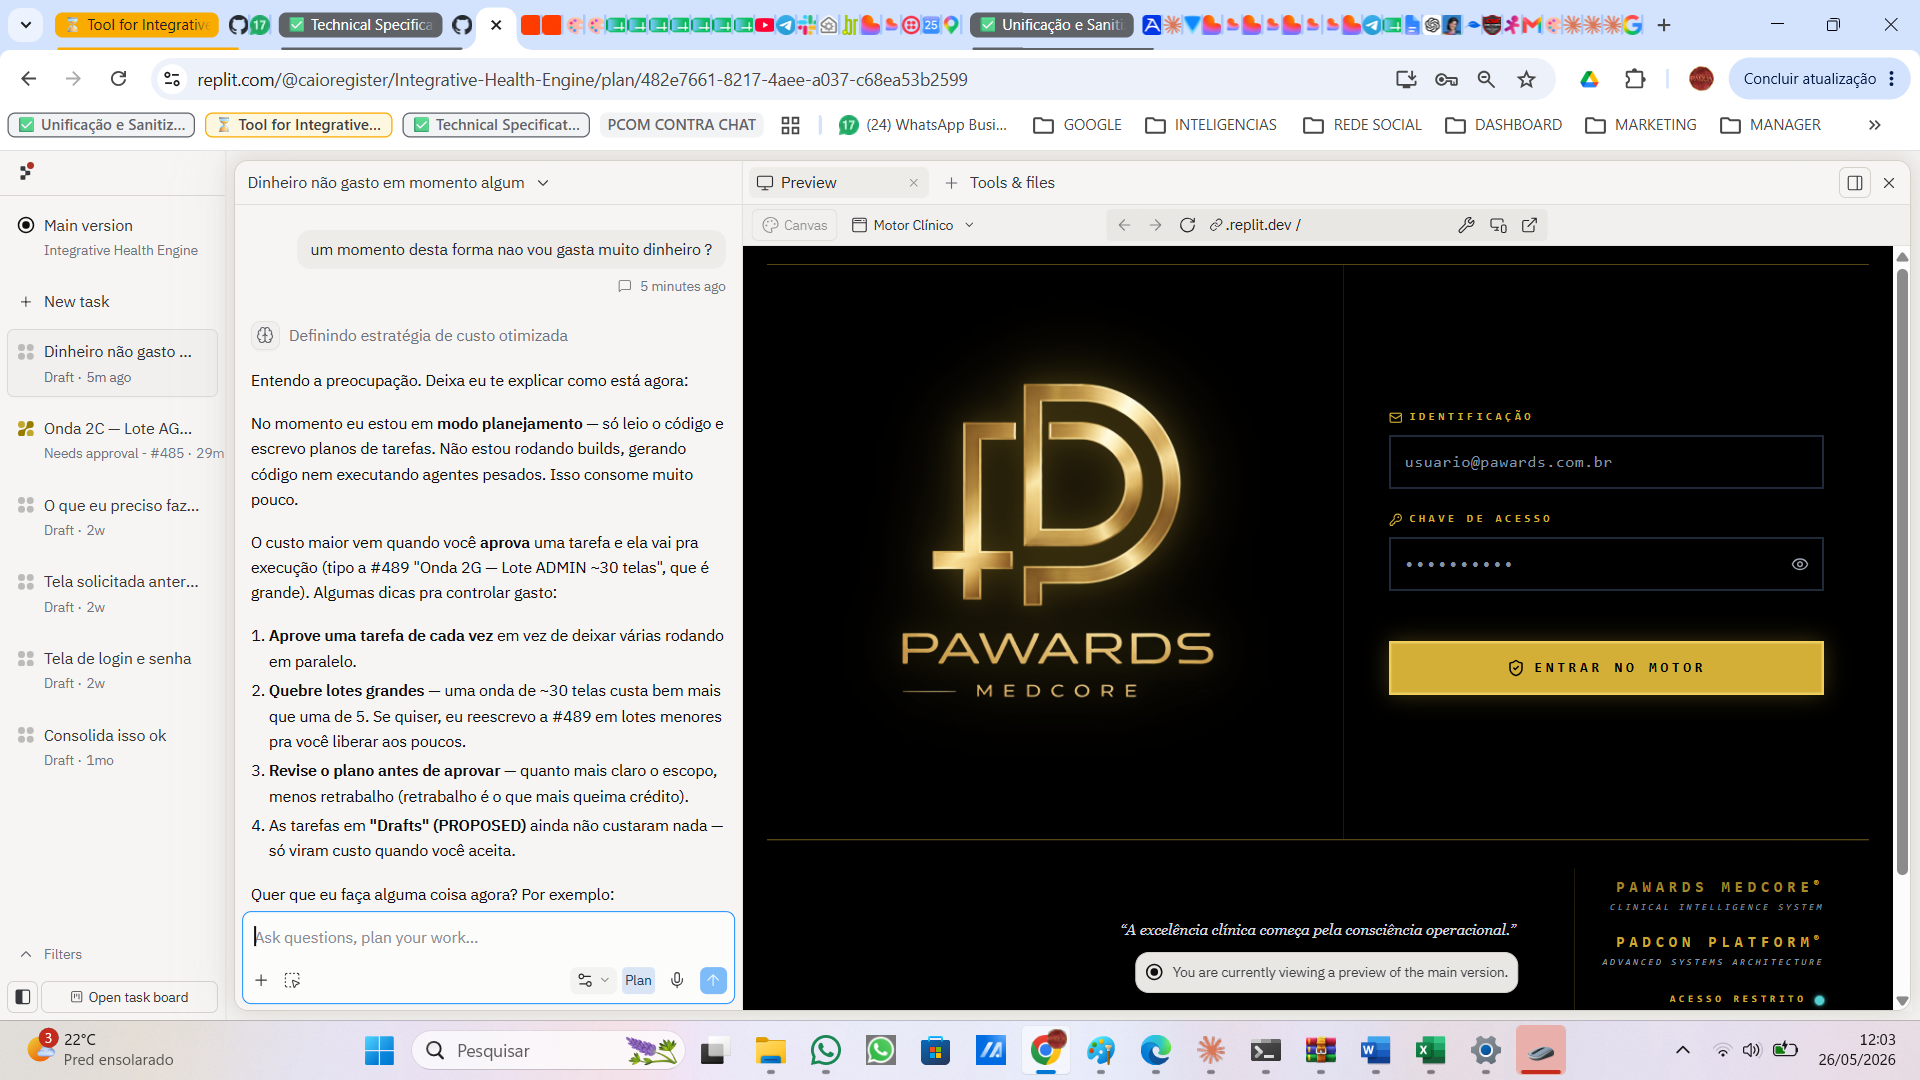 Tool for Integrative
17
Technical Specifica
25
Unificação e Saniti
replit.com/@caioregister/Integrative-Health-Engine/plan/482e7661-8217-4aee-a037-c68ea53b2599
Concluir atualização
Unificação e Sanitiz...
Tool for Integrative...
Technical Specificat...
PCOM CONTRA CHAT
17
(24) WhatsApp Busi...
GOOGLE
INTELIGENCIAS
REDE SOCIAL
DASHBOARD
MARKETING
MANAGER
Main version
Integrative Health Engine
New task
Dinheiro não gasto ...
Draft · 5m ago
Onda 2C — Lote AG...
Needs approval - #485 · 29m
O que eu preciso faz...
Draft · 2w
Tela solicitada anter...
Draft · 2w
Tela de login e senha
Draft · 2w
Consolida isso ok
Draft · 1mo
Filters
Open task board
Dinheiro não gasto em momento algum
um momento desta forma nao vou gasta muito dinheiro ?
5 minutes ago
Definindo estratégia de custo otimizada
Entendo a preocupação. Deixa eu te explicar como está agora:
No momento eu estou em modo planejamento — só leio o código e
escrevo planos de tarefas. Não estou rodando builds, gerando
código nem executando agentes pesados. Isso consome muito
pouco.
O custo maior vem quando você aprova uma tarefa e ela vai pra
execução (tipo a #489 "Onda 2G — Lote ADMIN ~30 telas", que é
grande). Algumas dicas pra controlar gasto:
1. Aprove uma tarefa de cada vez em vez de deixar várias rodando
em paralelo.
2. Quebre lotes grandes — uma onda de ~30 telas custa bem mais
que uma de 5. Se quiser, eu reescrevo a #489 em lotes menores
pra você liberar aos poucos.
3. Revise o plano antes de aprovar — quanto mais claro o escopo,
menos retrabalho (retrabalho é o que mais queima crédito).
4. As tarefas em "Drafts" (PROPOSED) ainda não custaram nada —
só viram custo quando você aceita.
Quer que eu faça alguma coisa agora? Por exemplo:
Ask questions, plan your work...
Plan
Preview
Tools & files
Canvas
Motor Clínico
.replit.dev /
PAWARDS
MEDCORE
IDENTIFICAÇÃO
usuario@pawards.com.br
CHAVE DE ACESSO
••••••••••
ENTRAR NO MOTOR
“A excelência clínica começa pela consciência operacional.”
You are currently viewing a preview of the main version.
PAWARDS MEDCORE®
CLINICAL INTELLIGENCE SYSTEM
PADCON PLATFORM®
ADVANCED SYSTEMS ARCHITECTURE
ACESSO RESTRITO
3
22°C
Pred ensolarado
Pesquisar
12:03
26/05/2026